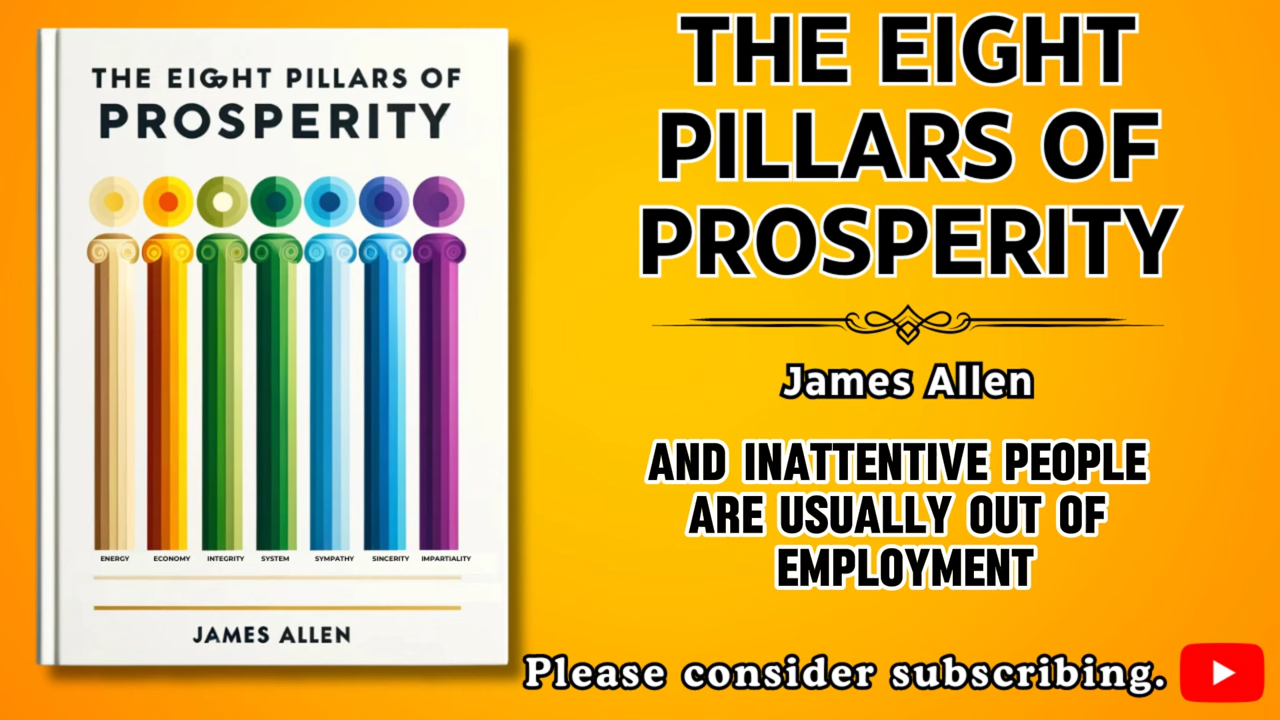 THE EIGHT PILLARS OF
PROSPERITY
ENERGY ECONOMY INTEGRITY SYSTEM SYMPATHY SINCERITY IMPARTIALITY
JAMES ALLEN
THE EIGHT
PILLARS OF
PROSPERITY
James Allen
AND INATTENTIVE PEOPLE
ARE USUALLY OUT OF
EMPLOYMENT
Please consider subscribing.